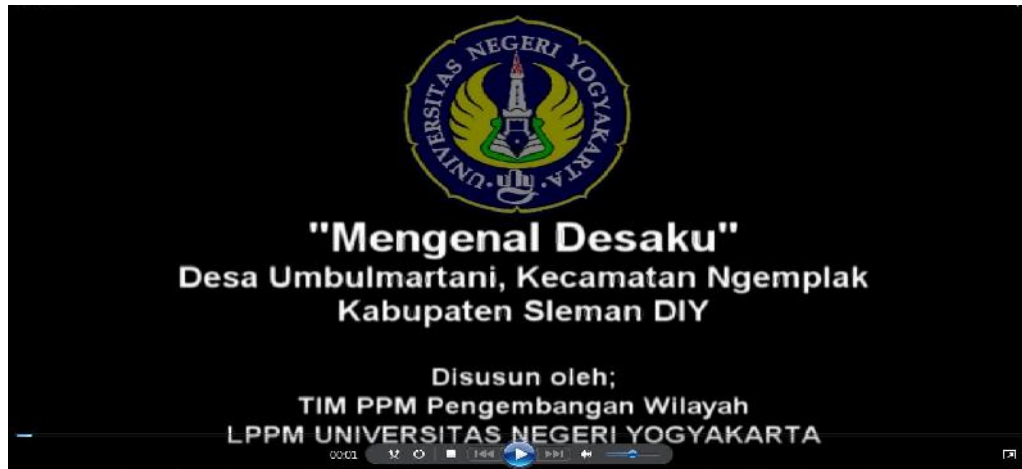 UNIVERSITAS NEGERI YOGYAKARTA
"Mengenal Desaku"
Desa Umbulmartani, Kecamatan Ngemplak
Kabupaten Sleman DIY
Disusun oleh;
TIM PPM Pengembangan Wilayah
LPPM UNIVERSITAS NEGERI YOGYAKARTA
00:01